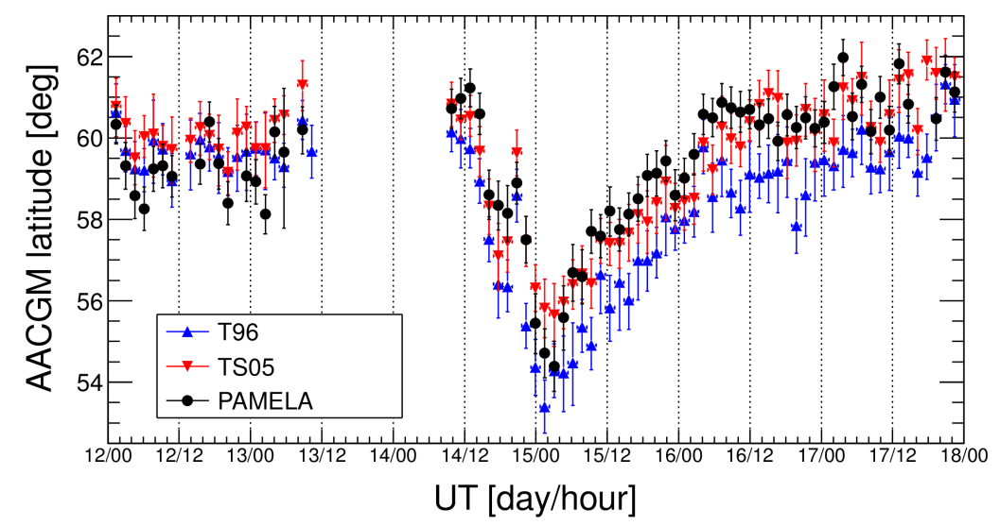 AACGM latitude [deg]
62
60
58
56
54
T96
TS05
PAMELA
12/00 12/12 13/00 13/12 14/00 14/12 15/00 15/12 16/00 16/12 17/00 17/12 18/00
UT [day/hour]